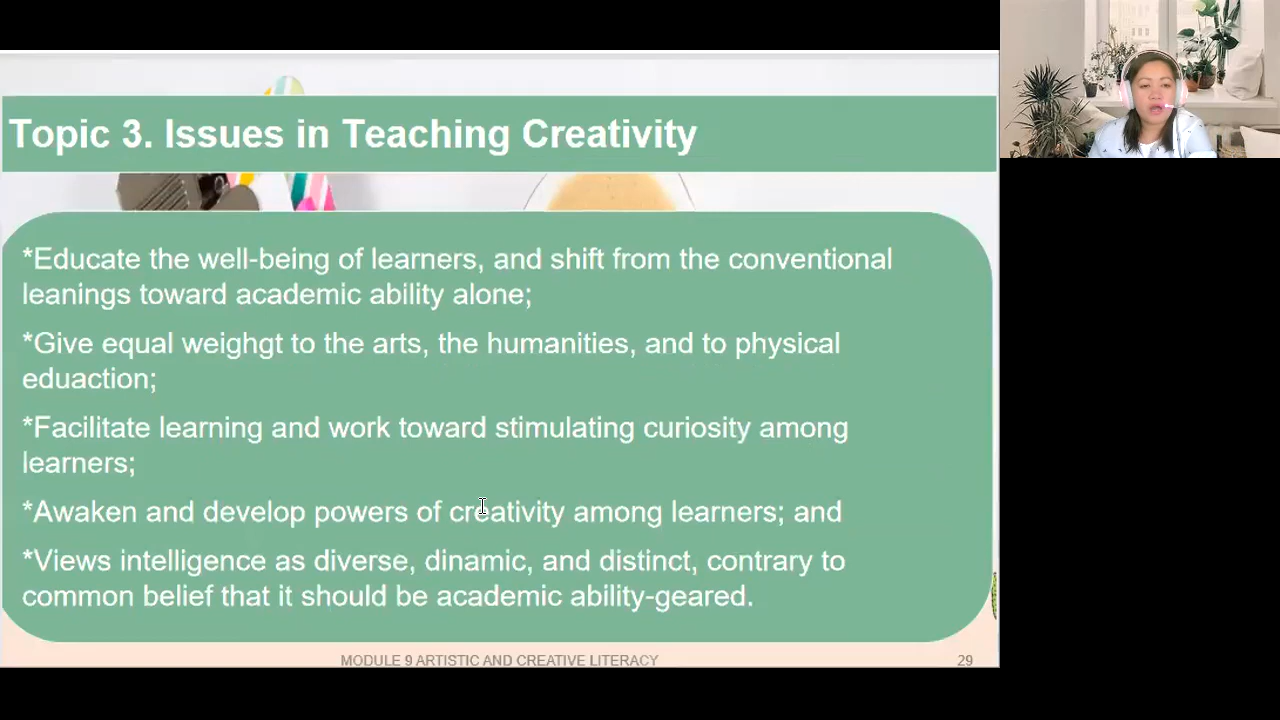 Topic 3. Issues in Teaching Creativity
*Educate the well-being of learners, and shift from the conventional
leanings toward academic ability alone;
*Give equal weighgt to the arts, the humanities, and to physical
eduaction;
*Facilitate learning and work toward stimulating curiosity among
learners;
*Awaken and develop powers of creativity among learners; and
*Views intelligence as diverse, dinamic, and distinct, contrary to
common belief that it should be academic ability-geared.
MODULE 9 ARTISTIC AND CREATIVE LITERACY
29